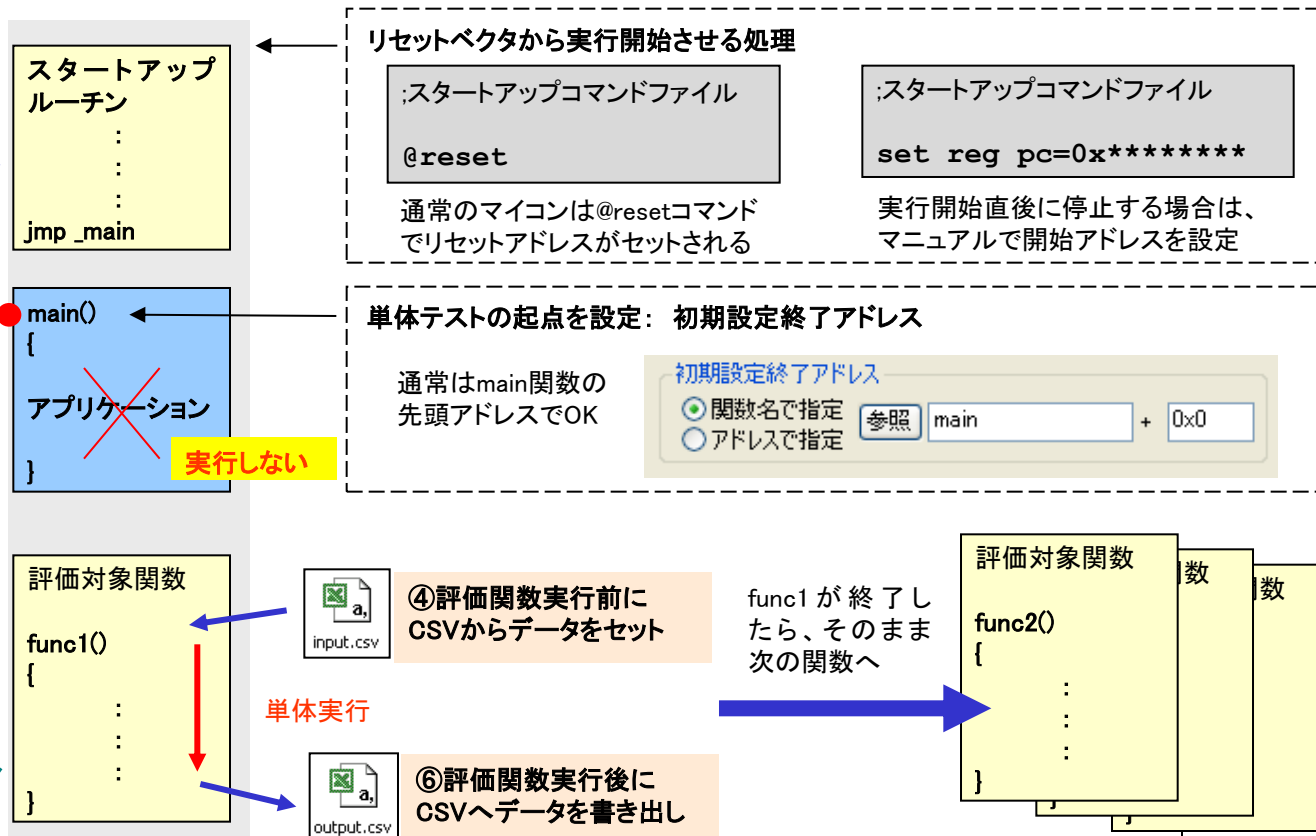 スタートアップ
ルーチン
:
:
:
jmp _main
リセットベクタから実行開始させる処理
;スタートアップコマンドファイル
@reset
通常のマイコンは@resetコマンド
でリセットアドレスがセットされる
;スタートアップコマンドファイル
set reg pc=0x********
実行開始直後に停止する場合は、
マニュアルで開始アドレスを設定
main()
{
アプリケーション
}
実行しない
単体テストの起点を設定: 初期設定終了アドレス
通常はmain関数の
先頭アドレスでOK
初期設定終了アドレス
関数名で指定
参照
main
+
0x0
アドレスで指定
評価対象関数
func1()
{
:
:
:
}
単体実行
input.csv
④評価関数実行前に
CSVからデータをセット
output.csv
⑥評価関数実行後に
CSVへデータを書き出し
func1が終了し
たら、そのまま
次の関数へ
評価対象関数
func2()
{
:
:
:
}
数
}
数
}